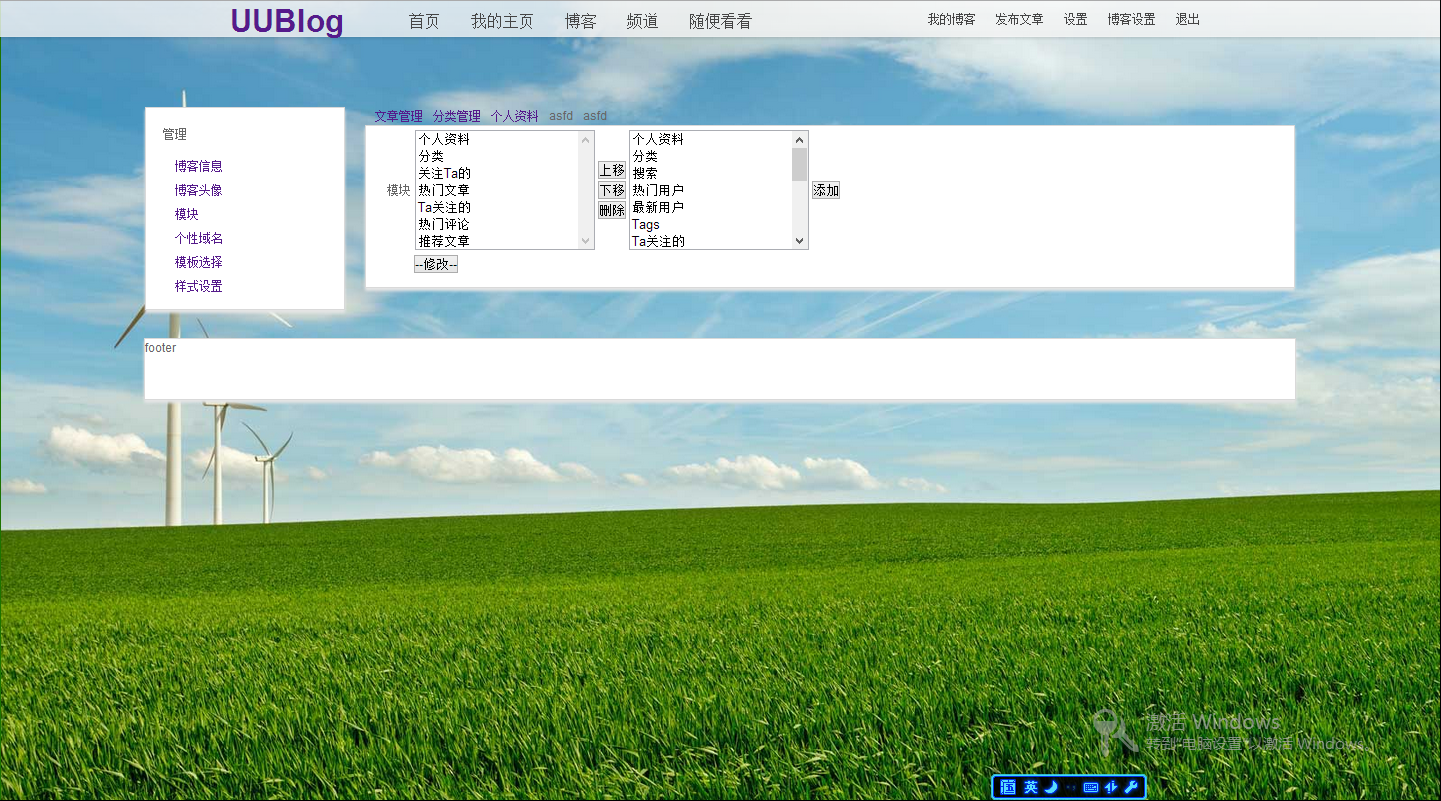 UUBlog 首页 我的主页 博客 频道 随便看看 我的博客 发布文章 设置 博客设置 退出
管理
博客信息
博客头像
模块
个性域名
模板选择
样式设置
文章管理 分类管理 个人资料 asfd asfd
模块
个人资料
分类
关注Ta的
热门文章
Ta关注的
热门评论
推荐文章
上移
下移
删除
个人资料
分类
搜索
热门用户
最新用户
Tags
Ta关注的
添加
--修改--
footer
激活 Windows
转到"电脑设置"以激活 Windows。
英